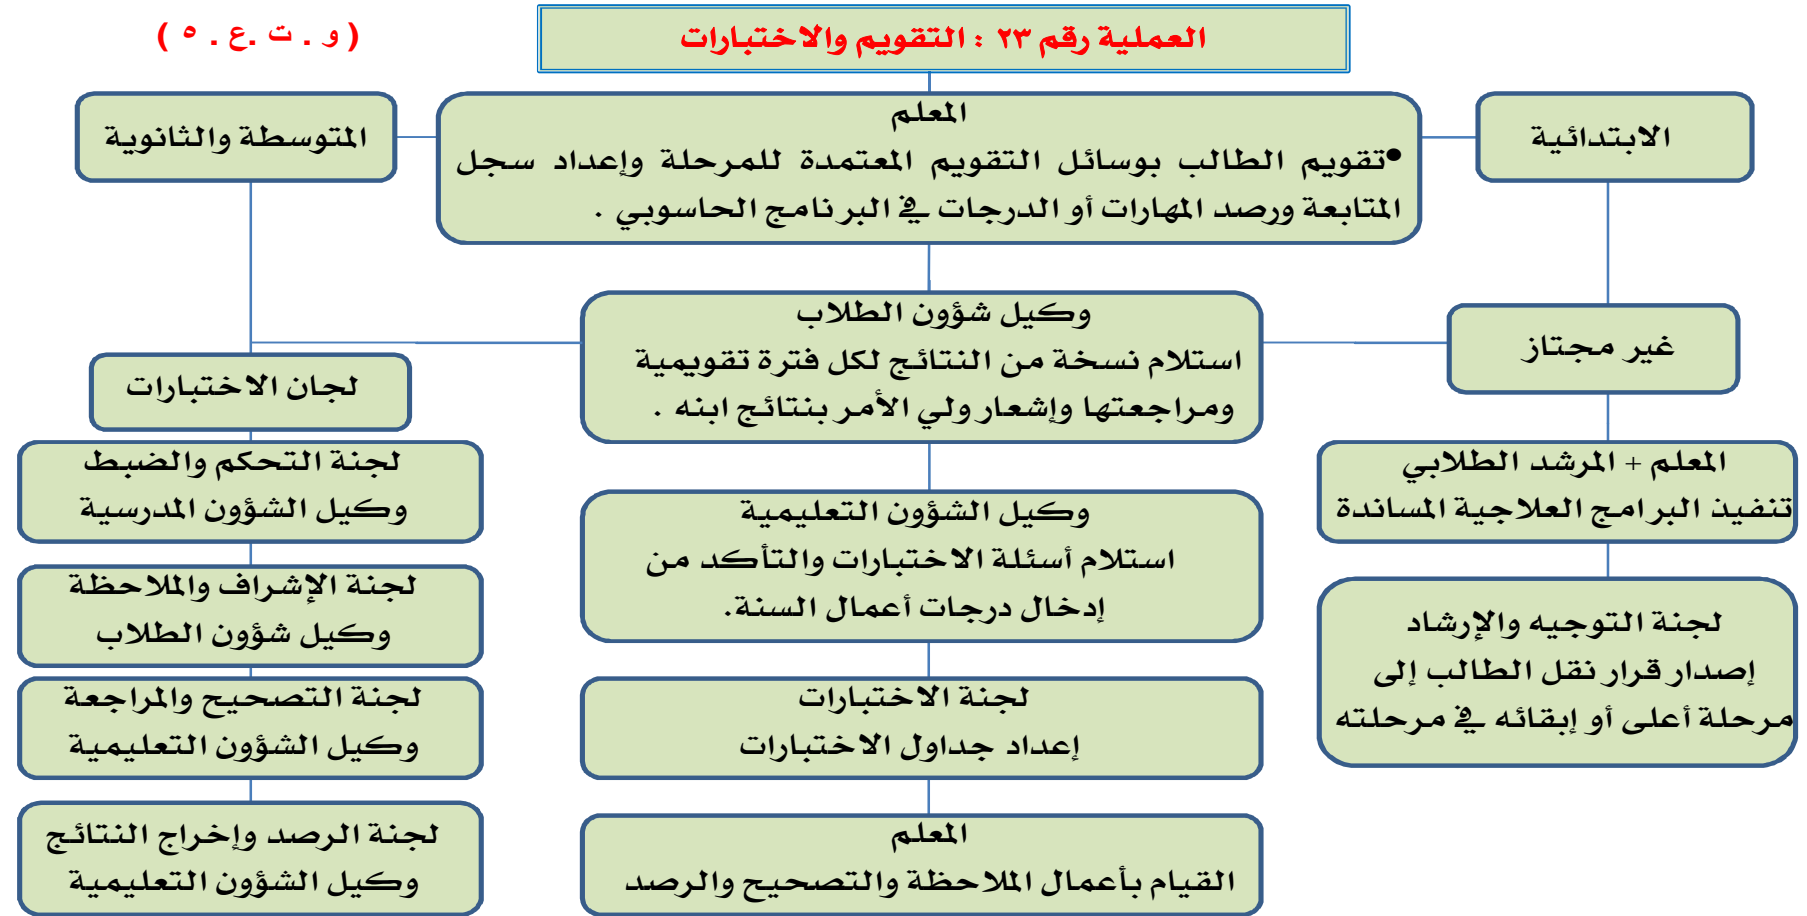 العملية رقم ٢٣ : التقويم والاختبارات
( و . ت .ع . ٥ )
المعلم
•تقويم الطالب بوسائل التقويم المعتمدة للمرحلة وإعداد سجل
المتابعة ورصد المهارات أو الدرجات في البرنامج الحاسوبي .
الابتدائية
غير مجتاز
المعلم + المرشد الطلابي
تنفيذ البرامج العلاجية المساندة
لجنة التوجيه والإرشاد
إصدار قرار نقل الطالب إلى
مرحلة أعلى أو إبقائه في مرحلته
وكيل شؤون الطلاب
استلام نسخة من النتائج لكل فترة تقويمية
ومراجعتها وإشعار ولي الأمر بنتائج ابنه .
وكيل الشؤون التعليمية
استلام أسئلة الاختبارات والتأكد من
إدخال درجات أعمال السنة.
لجنة الاختبارات
إعداد جداول الاختبارات
المعلم
القيام بأعمال الملاحظة والتصحيح والرصد
المتوسطة والثانوية
لجان الاختبارات
لجنة التحكم والضبط
وكيل الشؤون المدرسية
لجنة الإشراف والملاحظة
وكيل شؤون الطلاب
لجنة التصحيح والمراجعة
وكيل الشؤون التعليمية
لجنة الرصد وإخراج النتائج
وكيل الشؤون التعليمية